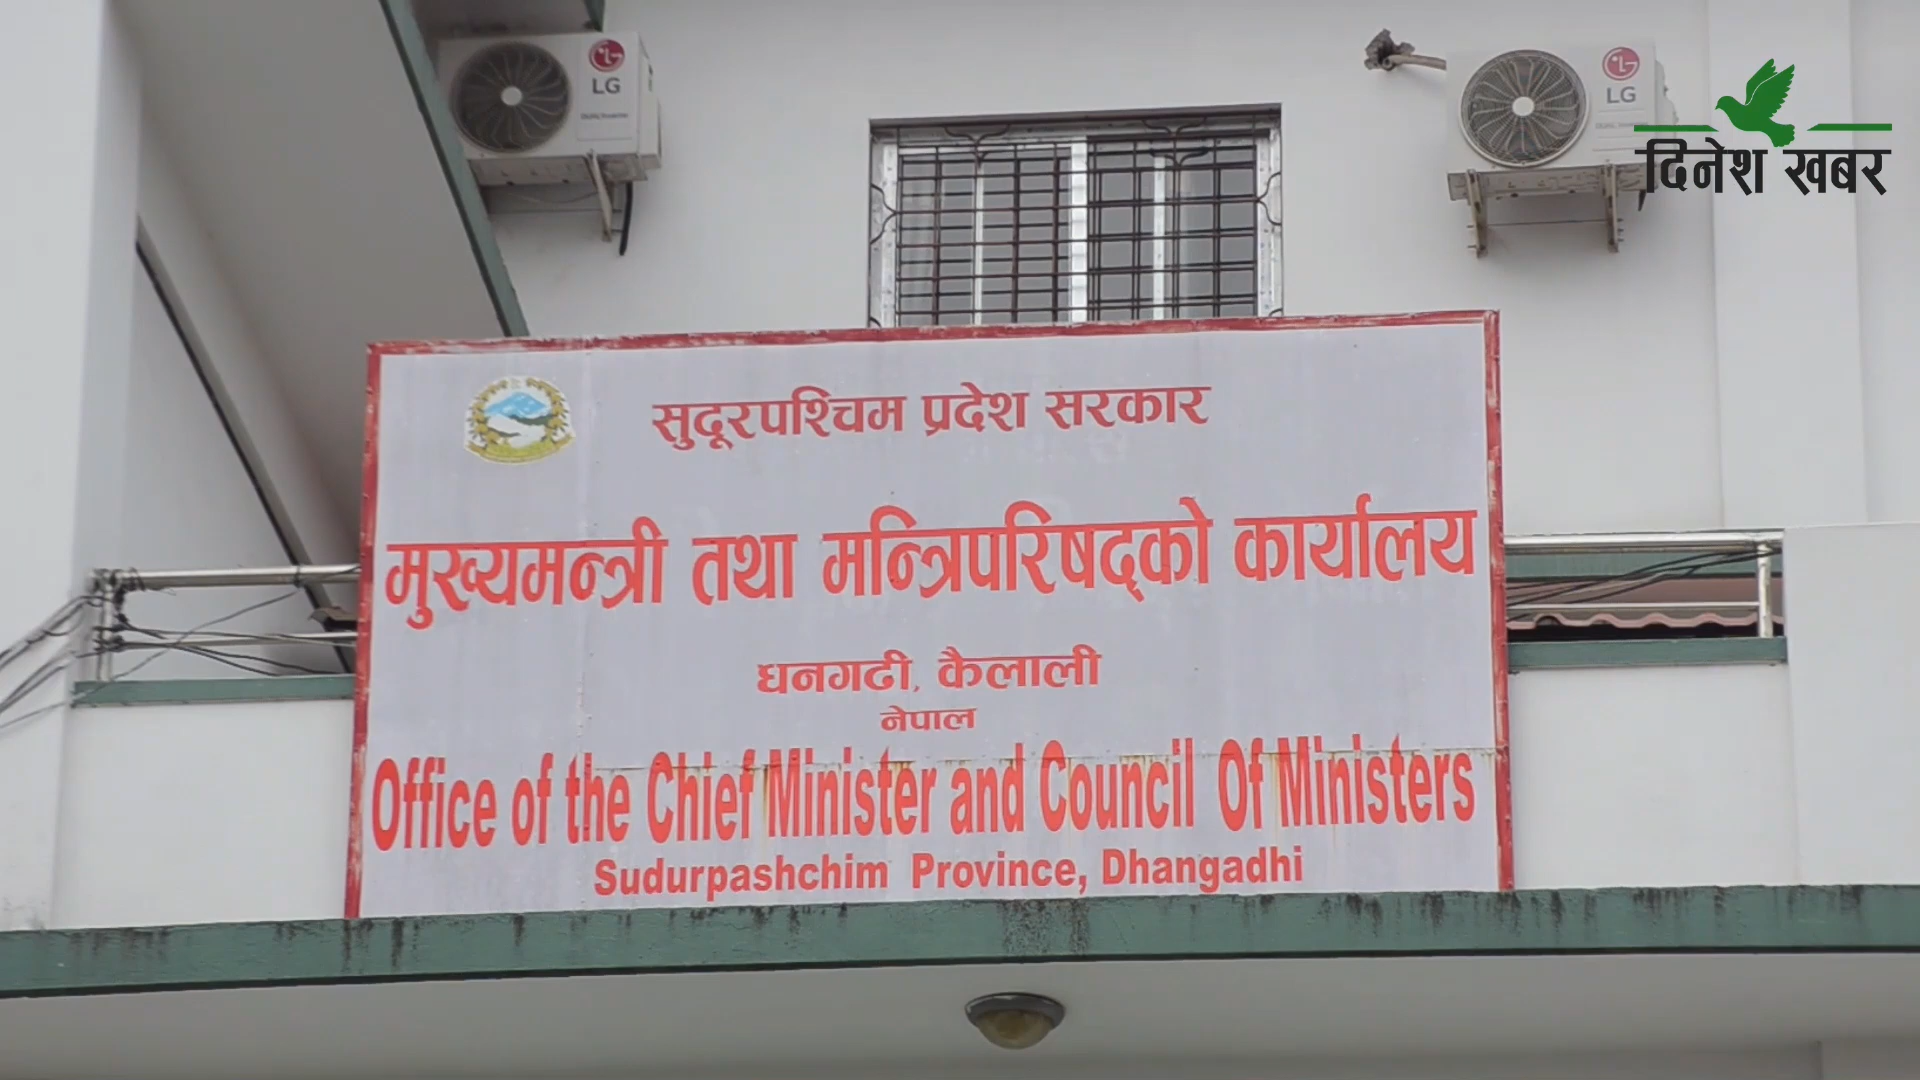 LG
LG
दिनेश खबर
सुदूरपश्चिम प्रदेश सरकार
मुख्यमन्त्री तथा मन्त्रिपरिषद्को कार्यालय
धनगढी, कैलाली
नेपाल
Office of the Chief Minister and Council Of Ministers
Sudurpashchim Province, Dhangadhi